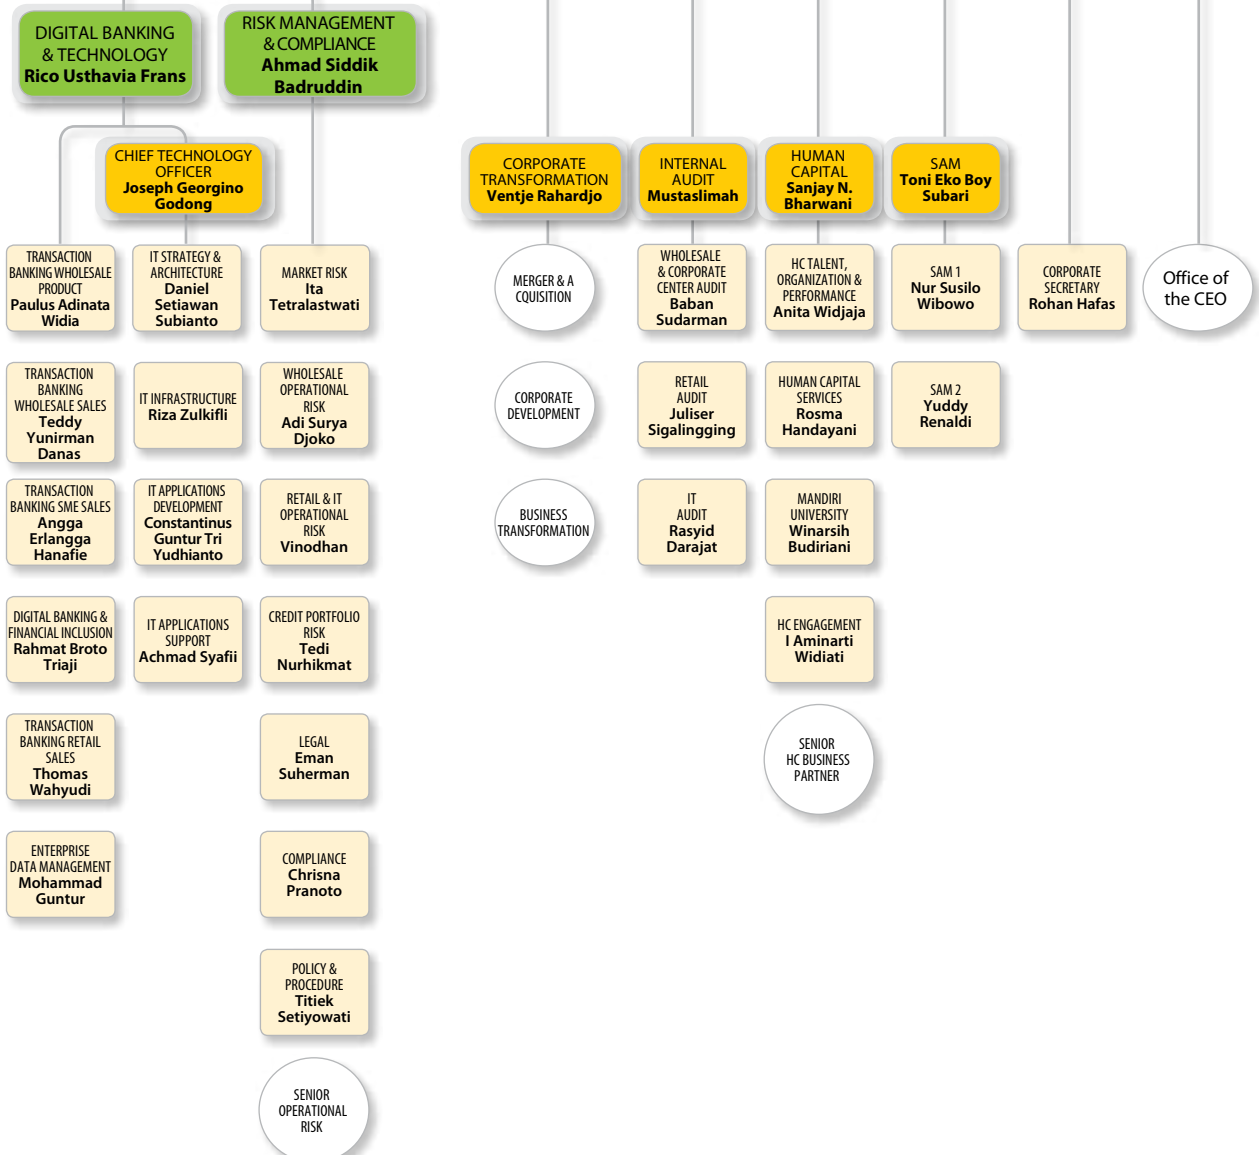 DIGITAL BANKING
& TECHNOLOGY
Rico Usthavia Frans
RISK MANAGEMENT
& COMPLIANCE
Ahmad Siddik
Badruddin
CHIEF TECHNOLOGY
OFFICER
Joseph Georgino
Godong
CORPORATE
TRANSFORMATION
Ventje Rahardjo
INTERNAL
AUDIT
Mustaslimah
HUMAN
CAPITAL
Sanjay N.
Bharwani
SAM
Toni Eko Boy
Subari
TRANSACTION
BANKING WHOLESALE
PRODUCT
Paulus Adinata
Widia
IT STRATEGY &
ARCHITECTURE
Daniel
Setiawan
Subianto
MARKET RISK
Ita
Tetralastwati
MERGER & A
CQUISITION
WHOLESALE
& CORPORATE
CENTER AUDIT
Baban
Sudarman
HC TALENT,
ORGANIZATION &
PERFORMANCE
Anita Widjaja
SAM 1
Nur Susilo
Wibowo
CORPORATE
SECRETARY
Rohan Hafas
Office of
the CEO
TRANSACTION
BANKING
WHOLESALE SALES
Teddy
Yunirman
Danas
IT INFRASTRUCTURE
Riza Zulkifli
WHOLESALE
OPERATIONAL
RISK
Adi Surya
Djoko
CORPORATE
DEVELOPMENT
RETAIL
AUDIT
Juliser
Sigalingging
HUMAN CAPITAL
SERVICES
Rosma
Handayani
SAM 2
Yuddy
Renaldi
TRANSACTION
BANKING SME SALES
Angga
Erlangga
Hanafie
IT APPLICATIONS
DEVELOPMENT
Constantinus
Guntur Tri
Yudhianto
RETAIL & IT
OPERATIONAL
RISK
Vinodhan
BUSINESS
TRANSFORMATION
IT
AUDIT
Rasyid
Darajat
MANDIRI
UNIVERSITY
Winarsih
Budiriani
DIGITAL BANKING &
FINANCIAL INCLUSION
Rahmat Broto
Triaji
IT APPLICATIONS
SUPPORT
Achmad Syafii
CREDIT PORTFOLIO
RISK
Tedi
Nurhikmat
HC ENGAGEMENT
I Aminarti
Widiati
TRANSACTION
BANKING RETAIL
SALES
Thomas
Wahyudi
LEGAL
Eman
Suherman
SENIOR
HC BUSINESS
PARTNER
ENTERPRISE
DATA MANAGEMENT
Mohammad
Guntur
COMPLIANCE
Chrisna
Pranoto
POLICY &
PROCEDURE
Titiek
Setiyowati
SENIOR
OPERATIONAL
RISK